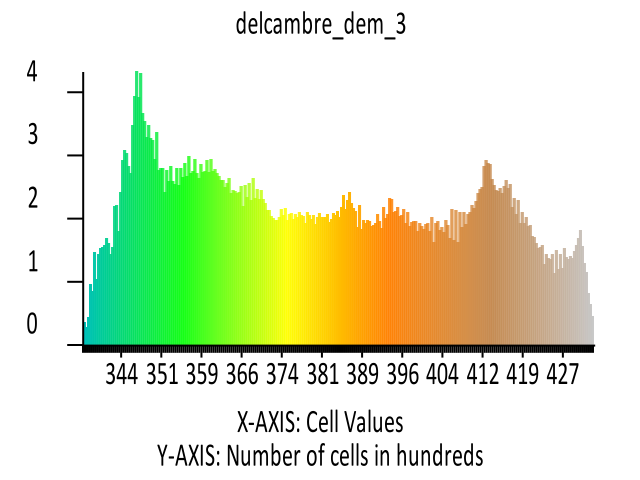 delcambre_dem_3
4
3
2
1
0
344 351 359 366 374 381 389 396 404 412 419 427
X-AXIS: Cell Values
Y-AXIS: Number of cells in hundreds